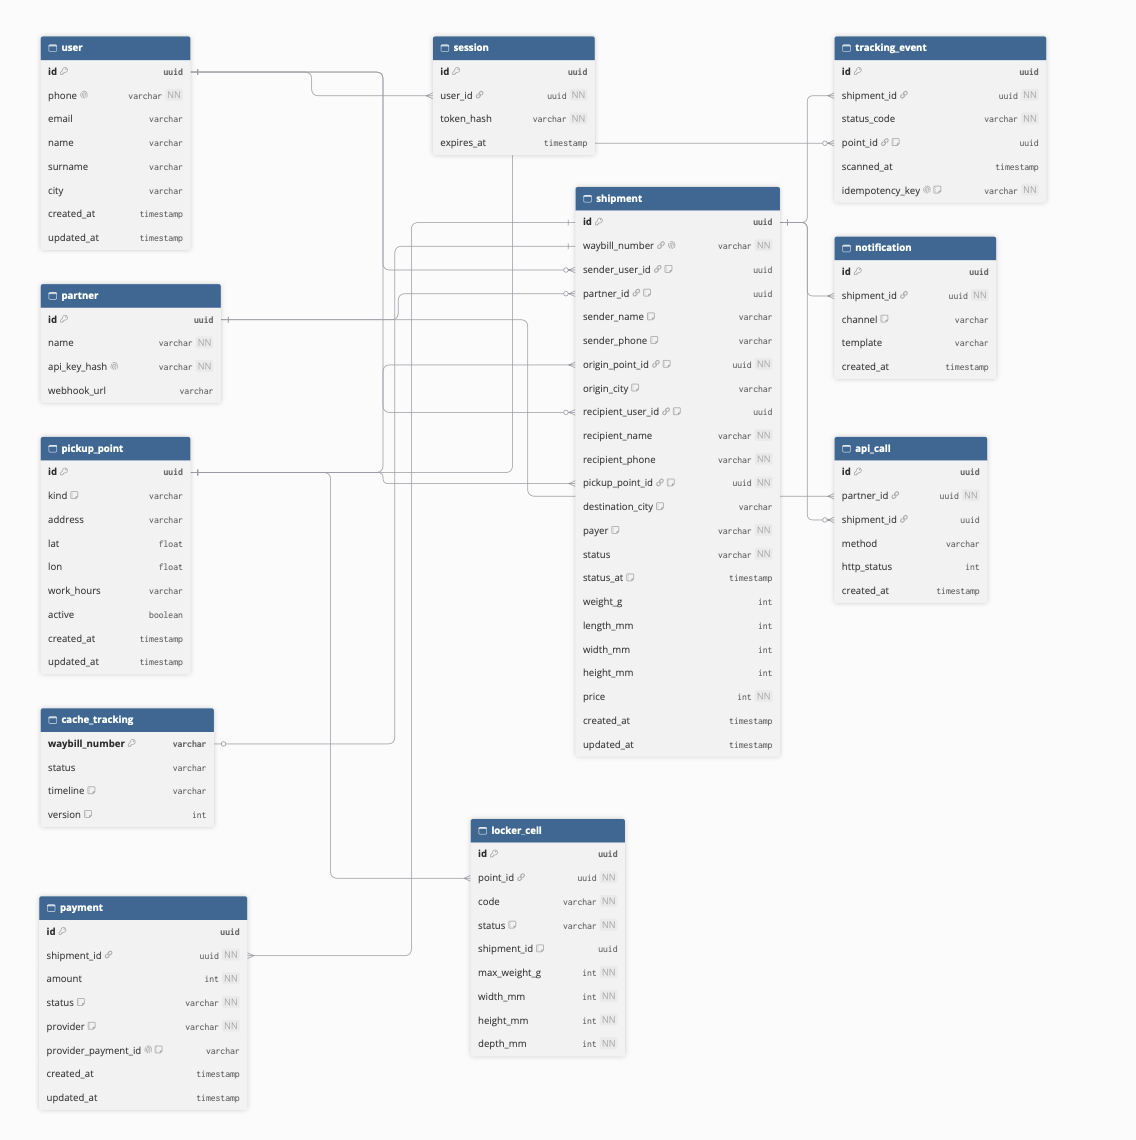 user
id uuid
phone varchar NN
email varchar
name varchar
surname varchar
city varchar
created_at timestamp
updated_at timestamp
partner
id uuid
name varchar NN
api_key_hash varchar NN
webhook_url varchar
pickup_point
id uuid
kind varchar
address varchar
lat float
lon float
work_hours varchar
active boolean
created_at timestamp
updated_at timestamp
cache_tracking
waybill_number varchar
status varchar
timeline varchar
version int
payment
id uuid
shipment_id uuid NN
amount int NN
status varchar NN
provider varchar NN
provider_payment_id varchar
created_at timestamp
updated_at timestamp
session
id uuid
user_id uuid NN
token_hash varchar NN
expires_at timestamp
shipment
id uuid
waybill_number varchar NN
sender_user_id uuid
partner_id uuid
sender_name varchar
sender_phone varchar
origin_point_id uuid NN
origin_city varchar
recipient_user_id uuid
recipient_name varchar NN
recipient_phone varchar NN
pickup_point_id uuid NN
destination_city varchar
payer varchar NN
status varchar NN
status_at timestamp
weight_g int
length_mm int
width_mm int
height_mm int
price int NN
created_at timestamp
updated_at timestamp
locker_cell
id uuid
point_id uuid NN
code varchar NN
status varchar NN
shipment_id uuid
max_weight_g int NN
width_mm int NN
height_mm int NN
depth_mm int NN
tracking_event
id uuid
shipment_id uuid NN
status_code varchar NN
point_id uuid
scanned_at timestamp
idempotency_key varchar NN
notification
id uuid
shipment_id uuid NN
channel varchar
template varchar
created_at timestamp
api_call
id uuid
partner_id uuid NN
shipment_id uuid
method varchar
http_status int
created_at timestamp